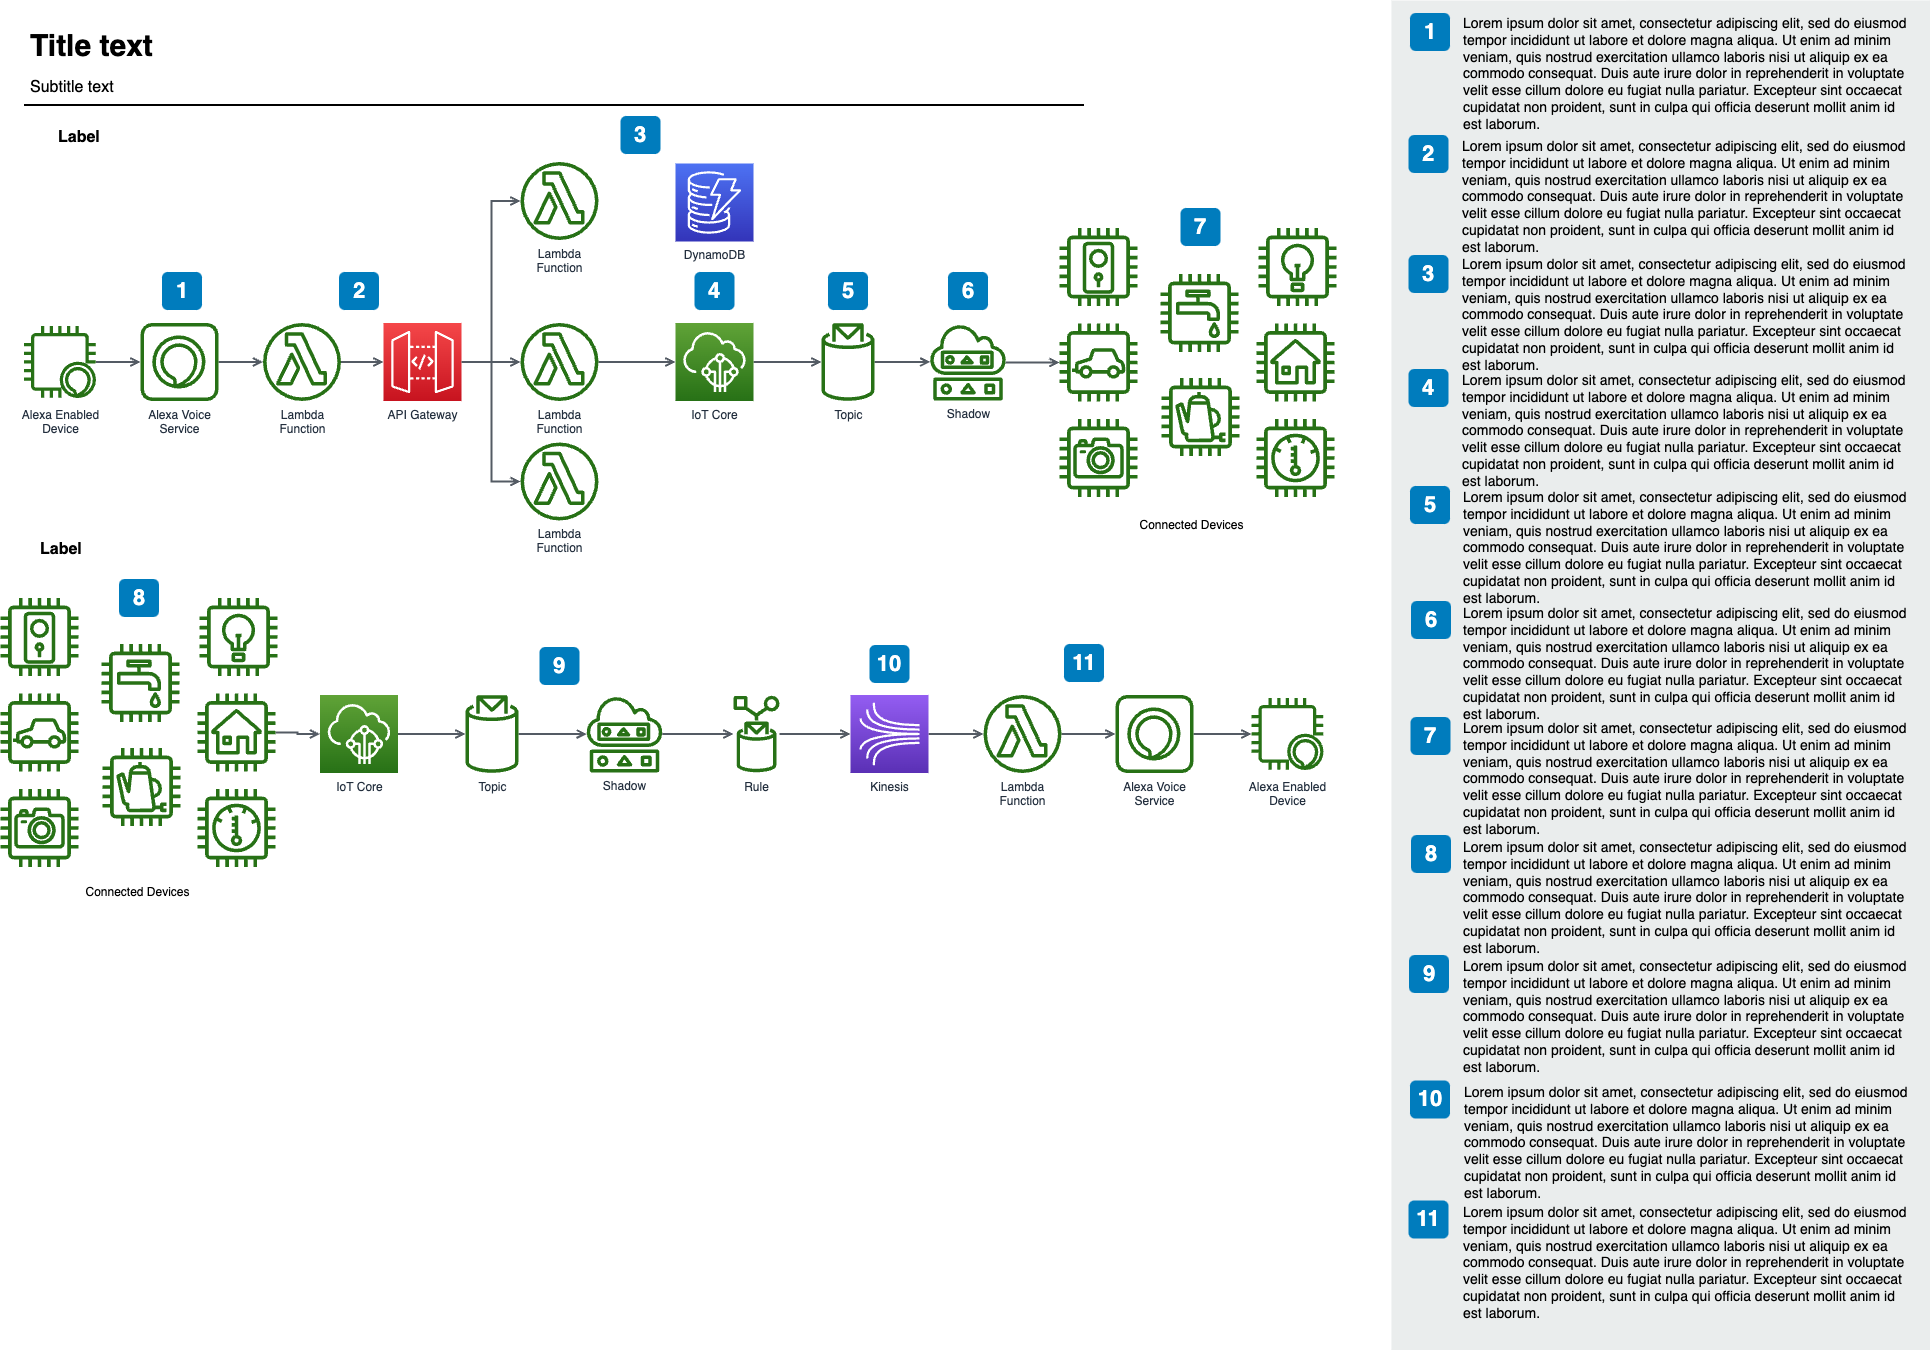 Title text
Subtitle text
Label
3
Lambda
Function
DynamoDB
7
1
2
4
5
6
Alexa Enabled
Device
Alexa Voice
Service
Lambda
Function
API Gateway
Lambda
Function
IoT Core
Topic
Shadow
Lambda
Function
Connected Devices
Label
8
9
10
11
IoT Core
Topic
Shadow
Rule
Kinesis
Lambda
Function
Alexa Voice
Service
Alexa Enabled
Device
Connected Devices
1
Lorem ipsum dolor sit amet, consectetur adipiscing elit, sed do eiusmod
tempor incididunt ut labore et dolore magna aliqua. Ut enim ad minim
veniam, quis nostrud exercitation ullamco laboris nisi ut aliquip ex ea
commodo consequat. Duis aute irure dolor in reprehenderit in voluptate
velit esse cillum dolore eu fugiat nulla pariatur. Excepteur sint occaecat
cupidatat non proident, sunt in culpa qui officia deserunt mollit anim id
est laborum.
2
Lorem ipsum dolor sit amet, consectetur adipiscing elit, sed do eiusmod
tempor incididunt ut labore et dolore magna aliqua. Ut enim ad minim
veniam, quis nostrud exercitation ullamco laboris nisi ut aliquip ex ea
commodo consequat. Duis aute irure dolor in reprehenderit in voluptate
velit esse cillum dolore eu fugiat nulla pariatur. Excepteur sint occaecat
cupidatat non proident, sunt in culpa qui officia deserunt mollit anim id
est laborum.
3
Lorem ipsum dolor sit amet, consectetur adipiscing elit, sed do eiusmod
tempor incididunt ut labore et dolore magna aliqua. Ut enim ad minim
veniam, quis nostrud exercitation ullamco laboris nisi ut aliquip ex ea
commodo consequat. Duis aute irure dolor in reprehenderit in voluptate
velit esse cillum dolore eu fugiat nulla pariatur. Excepteur sint occaecat
cupidatat non proident, sunt in culpa qui officia deserunt mollit anim id
est laborum.
4
Lorem ipsum dolor sit amet, consectetur adipiscing elit, sed do eiusmod
tempor incididunt ut labore et dolore magna aliqua. Ut enim ad minim
veniam, quis nostrud exercitation ullamco laboris nisi ut aliquip ex ea
commodo consequat. Duis aute irure dolor in reprehenderit in voluptate
velit esse cillum dolore eu fugiat nulla pariatur. Excepteur sint occaecat
cupidatat non proident, sunt in culpa qui officia deserunt mollit anim id
est laborum.
5
Lorem ipsum dolor sit amet, consectetur adipiscing elit, sed do eiusmod
tempor incididunt ut labore et dolore magna aliqua. Ut enim ad minim
veniam, quis nostrud exercitation ullamco laboris nisi ut aliquip ex ea
commodo consequat. Duis aute irure dolor in reprehenderit in voluptate
velit esse cillum dolore eu fugiat nulla pariatur. Excepteur sint occaecat
cupidatat non proident, sunt in culpa qui officia deserunt mollit anim id
est laborum.
6
Lorem ipsum dolor sit amet, consectetur adipiscing elit, sed do eiusmod
tempor incididunt ut labore et dolore magna aliqua. Ut enim ad minim
veniam, quis nostrud exercitation ullamco laboris nisi ut aliquip ex ea
commodo consequat. Duis aute irure dolor in reprehenderit in voluptate
velit esse cillum dolore eu fugiat nulla pariatur. Excepteur sint occaecat
cupidatat non proident, sunt in culpa qui officia deserunt mollit anim id
est laborum.
7
Lorem ipsum dolor sit amet, consectetur adipiscing elit, sed do eiusmod
tempor incididunt ut labore et dolore magna aliqua. Ut enim ad minim
veniam, quis nostrud exercitation ullamco laboris nisi ut aliquip ex ea
commodo consequat. Duis aute irure dolor in reprehenderit in voluptate
velit esse cillum dolore eu fugiat nulla pariatur. Excepteur sint occaecat
cupidatat non proident, sunt in culpa qui officia deserunt mollit anim id
est laborum.
8
Lorem ipsum dolor sit amet, consectetur adipiscing elit, sed do eiusmod
tempor incididunt ut labore et dolore magna aliqua. Ut enim ad minim
veniam, quis nostrud exercitation ullamco laboris nisi ut aliquip ex ea
commodo consequat. Duis aute irure dolor in reprehenderit in voluptate
velit esse cillum dolore eu fugiat nulla pariatur. Excepteur sint occaecat
cupidatat non proident, sunt in culpa qui officia deserunt mollit anim id
est laborum.
9
Lorem ipsum dolor sit amet, consectetur adipiscing elit, sed do eiusmod
tempor incididunt ut labore et dolore magna aliqua. Ut enim ad minim
veniam, quis nostrud exercitation ullamco laboris nisi ut aliquip ex ea
commodo consequat. Duis aute irure dolor in reprehenderit in voluptate
velit esse cillum dolore eu fugiat nulla pariatur. Excepteur sint occaecat
cupidatat non proident, sunt in culpa qui officia deserunt mollit anim id
est laborum.
10
Lorem ipsum dolor sit amet, consectetur adipiscing elit, sed do eiusmod
tempor incididunt ut labore et dolore magna aliqua. Ut enim ad minim
veniam, quis nostrud exercitation ullamco laboris nisi ut aliquip ex ea
commodo consequat. Duis aute irure dolor in reprehenderit in voluptate
velit esse cillum dolore eu fugiat nulla pariatur. Excepteur sint occaecat
cupidatat non proident, sunt in culpa qui officia deserunt mollit anim id
est laborum.
11
Lorem ipsum dolor sit amet, consectetur adipiscing elit, sed do eiusmod
tempor incididunt ut labore et dolore magna aliqua. Ut enim ad minim
veniam, quis nostrud exercitation ullamco laboris nisi ut aliquip ex ea
commodo consequat. Duis aute irure dolor in reprehenderit in voluptate
velit esse cillum dolore eu fugiat nulla pariatur. Excepteur sint occaecat
cupidatat non proident, sunt in culpa qui officia deserunt mollit anim id
est laborum.